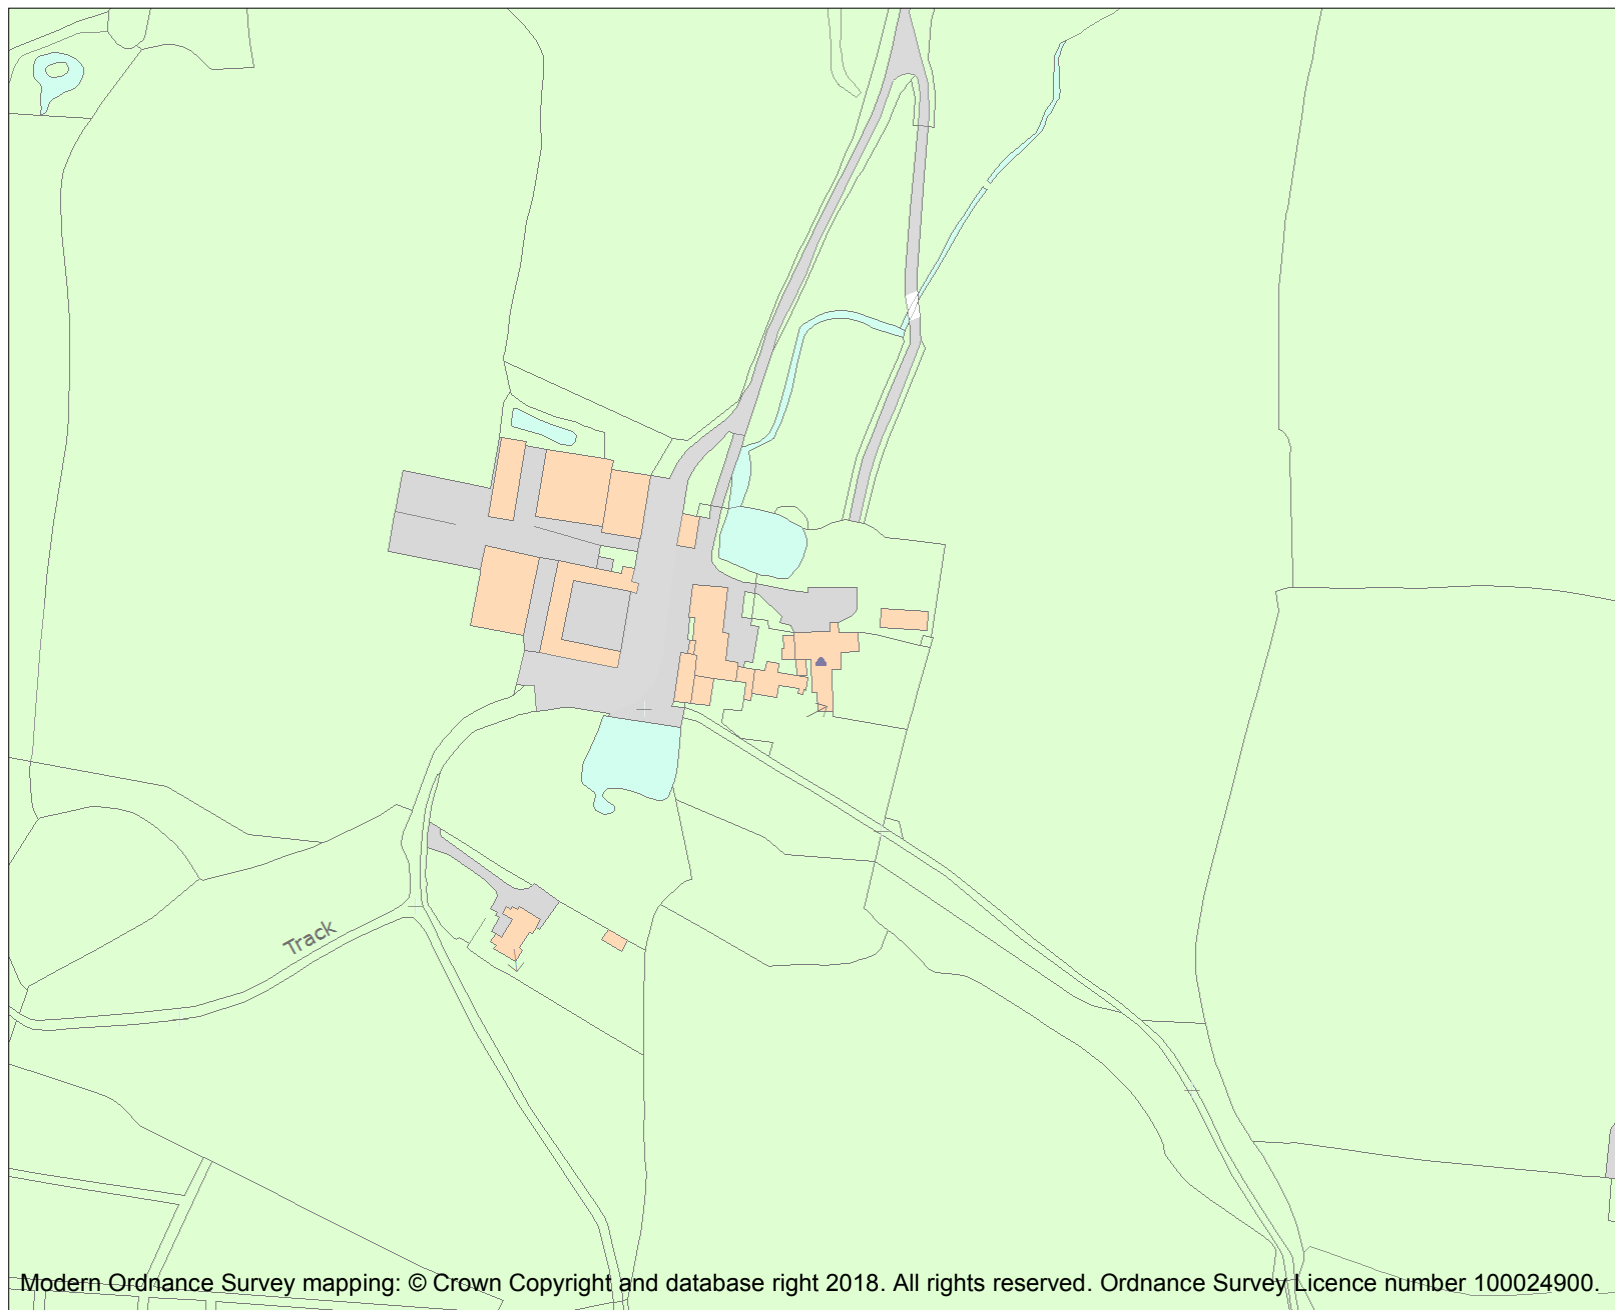 Track
Modern Ordnance Survey mapping: © Crown Copyright and database right 2018. All rights reserved. Ordnance Survey Licence number 100024900.